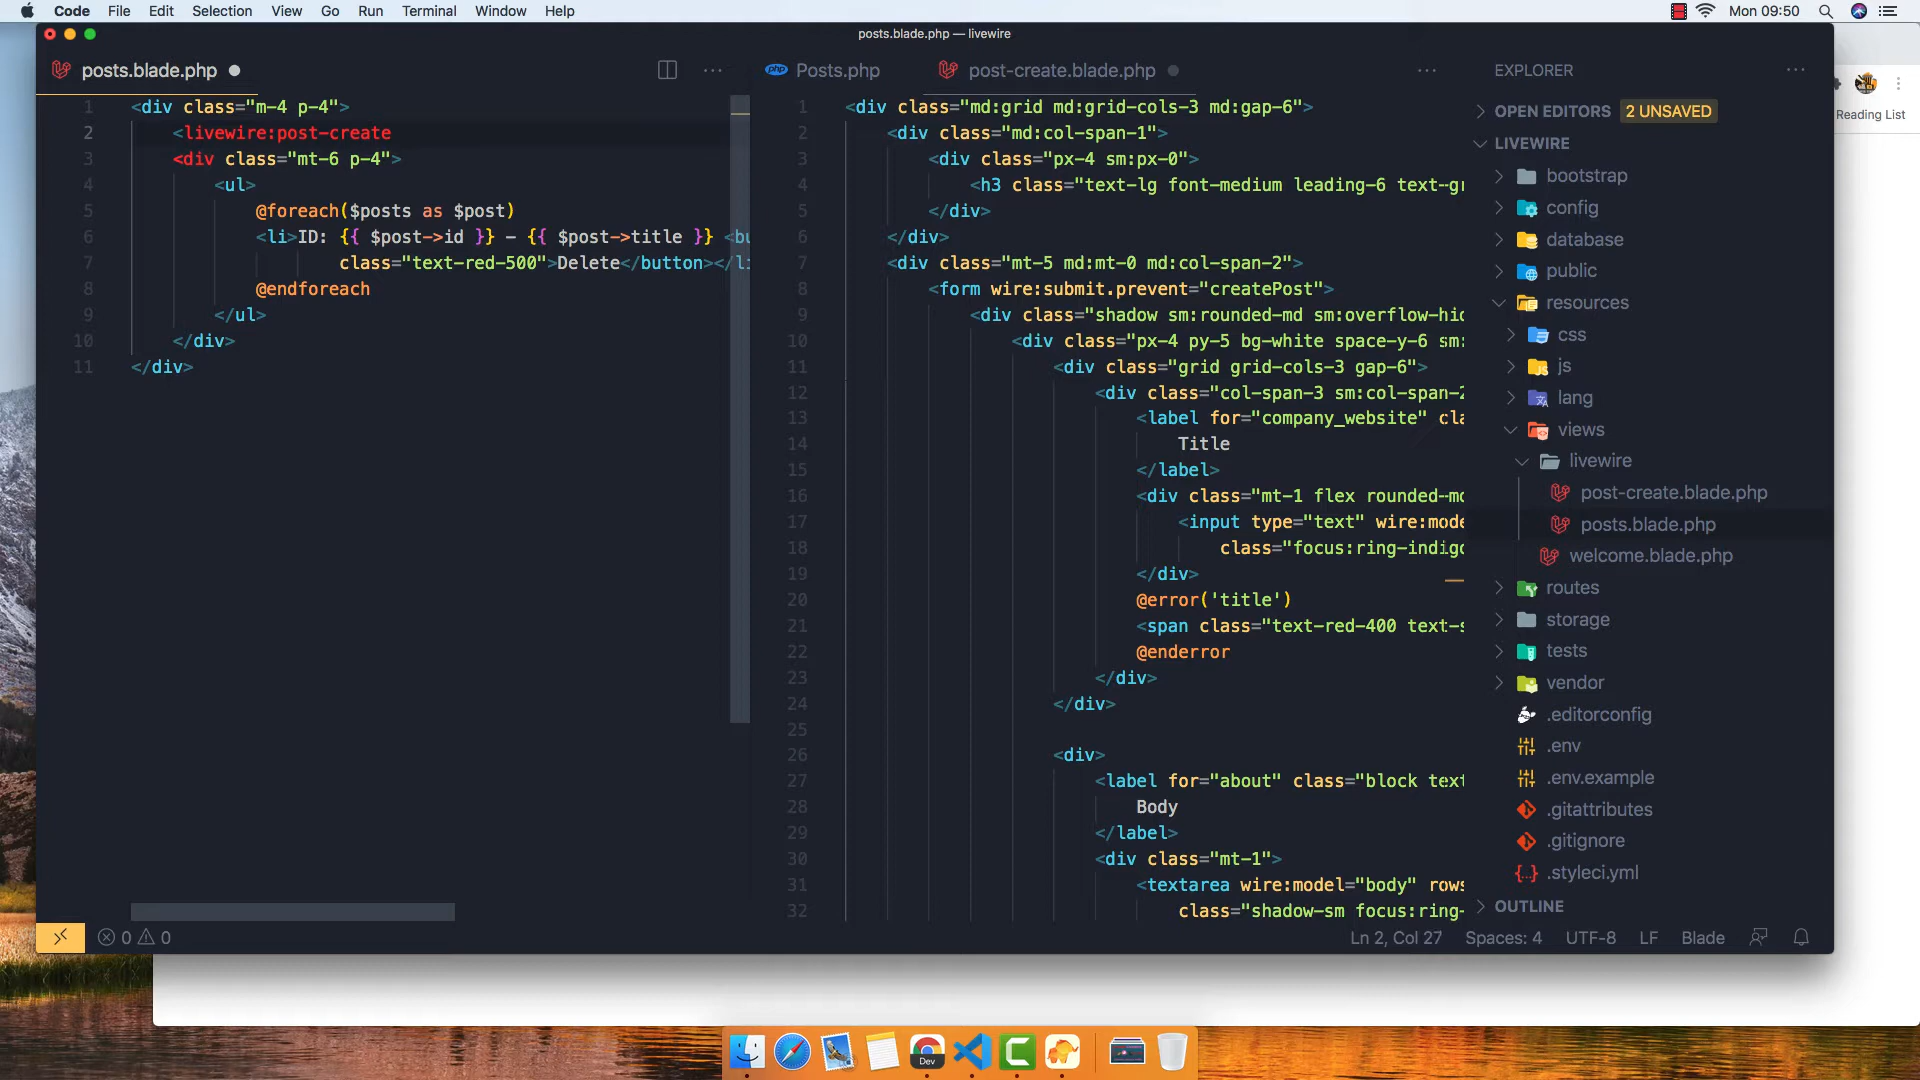 Code File Edit Selection View Go Run Terminal Window Help
Mon 09:50
posts.blade.php — livewire
posts.blade.php
1 <div class="m-4 p-4">
2 <livewire:post-create
3 <div class="mt-6 p-4">
4 <ul>
5 @foreach($posts as $post)
6 <li>ID: {{ $post->id }} - {{ $post->title }} <bu
7 class="text-red-500">Delete</button></li
8 @endforeach
9 </ul>
10 </div>
11 </div>
php Posts.php post-create.blade.php
1 <div class="md:grid md:grid-cols-3 md:gap-6">
2 <div class="md:col-span-1">
3 <div class="px-4 sm:px-0">
4 <h3 class="text-lg font-medium leading-6 text-gr
5 </div>
6 </div>
7 <div class="mt-5 md:mt-0 md:col-span-2">
8 <form wire:submit.prevent="createPost">
9 <div class="shadow sm:rounded-md sm:overflow-hid
10 <div class="px-4 py-5 bg-white space-y-6 sm:
11 <div class="grid grid-cols-3 gap-6">
12 <div class="col-span-3 sm:col-span-2
13 <label for="company_website" cla
14 Title
15 </label>
16 <div class="mt-1 flex rounded-md
17 <input type="text" wire:mode
18 class="focus:ring-indigo
19 </div>
20 @error('title')
21 <span class="text-red-400 text-s
22 @enderror
23 </div>
24 </div>
25
26 <div>
27 <label for="about" class="block text
28 Body
29 </label>
30 <div class="mt-1">
31 <textarea wire:model="body" rows
32 class="shadow-sm focus:ring-
EXPLORER
OPEN EDITORS 2 UNSAVED
LIVEWIRE
bootstrap
config
database
public
resources
css
js
lang
views
livewire
post-create.blade.php
posts.blade.php
welcome.blade.php
routes
storage
tests
vendor
.editorconfig
.env
.env.example
.gitattributes
.gitignore
.styleci.yml
OUTLINE
Reading List
0 0
Ln 2, Col 27 Spaces: 4 UTF-8 LF Blade
Dev